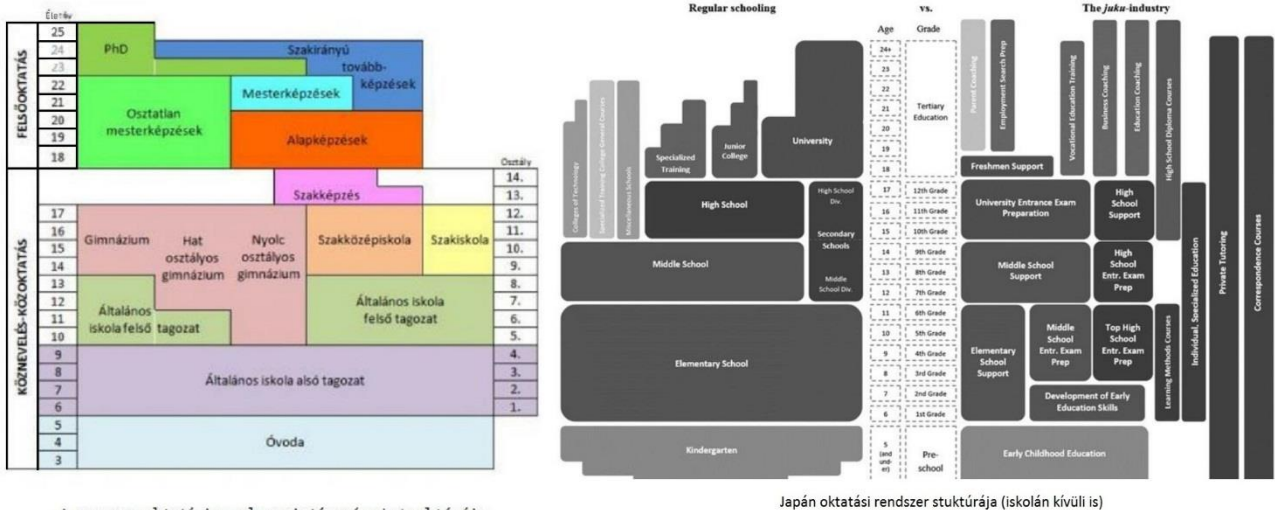 Életév
FELSŐOKTATÁS
KÖZNEVELÉS-KÖZOKTATÁS
25
24
23
22
21
20
19
18
17
16
15
14
13
12
11
10
9
8
7
6
5
4
3
PhD
Szakirányú
tovább-
képzések
Osztatlan
mesterképzések
Mesterképzések
Alapképzések
Osztály
14.
13.
12.
11.
10.
9.
8.
7.
6.
5.
4.
3.
2.
1.
Szakképzés
Gimnázium
Hat
osztályos
gimnázium
Nyolc
osztályos
gimnázium
Szakközépiskola
Szakiskola
Általános
iskola felső tagozat
Általános iskola
felső tagozat
Általános iskola alsó tagozat
Óvoda
Regular schooling
vs.
The juku-industry
Age
Grade
24+
23
22
21
20
19
18
17
16
15
14
13
12
11
10
9
8
7
6
5
(and
und-
er)
Tertiary
Education
12th Grade
11th Grade
10th Grade
9th Grade
8th Grade
7th Grade
6th Grade
5th Grade
4th Grade
3rd Grade
2nd Grade
1st Grade
Pre-
school
Colleges of Technology
Specialized Training College General Courses
Miscellaneous Schools
Specialized
Training
Junior
College
University
High School
High School
Div.
Secondary
Schools
Middle
School Div.
Middle School
Elementary School
Kindergarten
Parent Coaching
Employment Search Prep
Vocational Education Training
Business Coaching
Education Coaching
High School Diploma Courses
Freshmen Support
University Entrance Exam
Preparation
High
School
Support
Middle School
Support
High
School
Entr. Exam
Prep
Elementary
School
Support
Middle
School
Entr. Exam
Prep
Top High
School
Entr. Exam
Prep
Development of Early
Education Skills
Learning Methods Courses
Individual, Specialized Education
Private Tutoring
Correspondence Courses
Early Childhood Education
Japán oktatási rendszer stuktúrája (iskolán kívüli is)